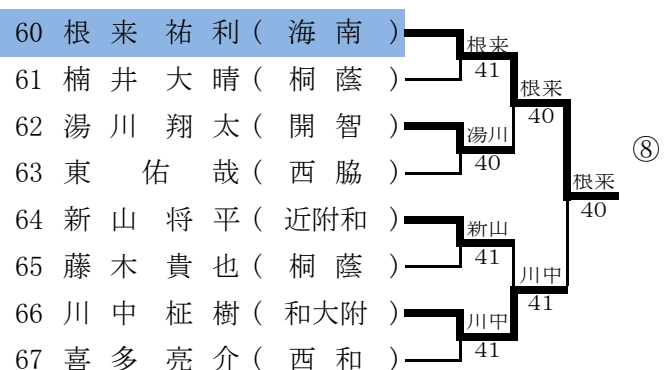 60 根来祐利(海南)
61 楠井大晴(桐蔭)
62 湯川翔太(開智)
63 東佑哉(西脇)
64 新山将平(近附和)
65 藤木貴也(桐蔭)
66 川中柾樹(和大附)
67 喜多亮介(西和)
根来
41
湯川
40
新山
41
川中
41
根来
40
川中
41
根来
40
⑧